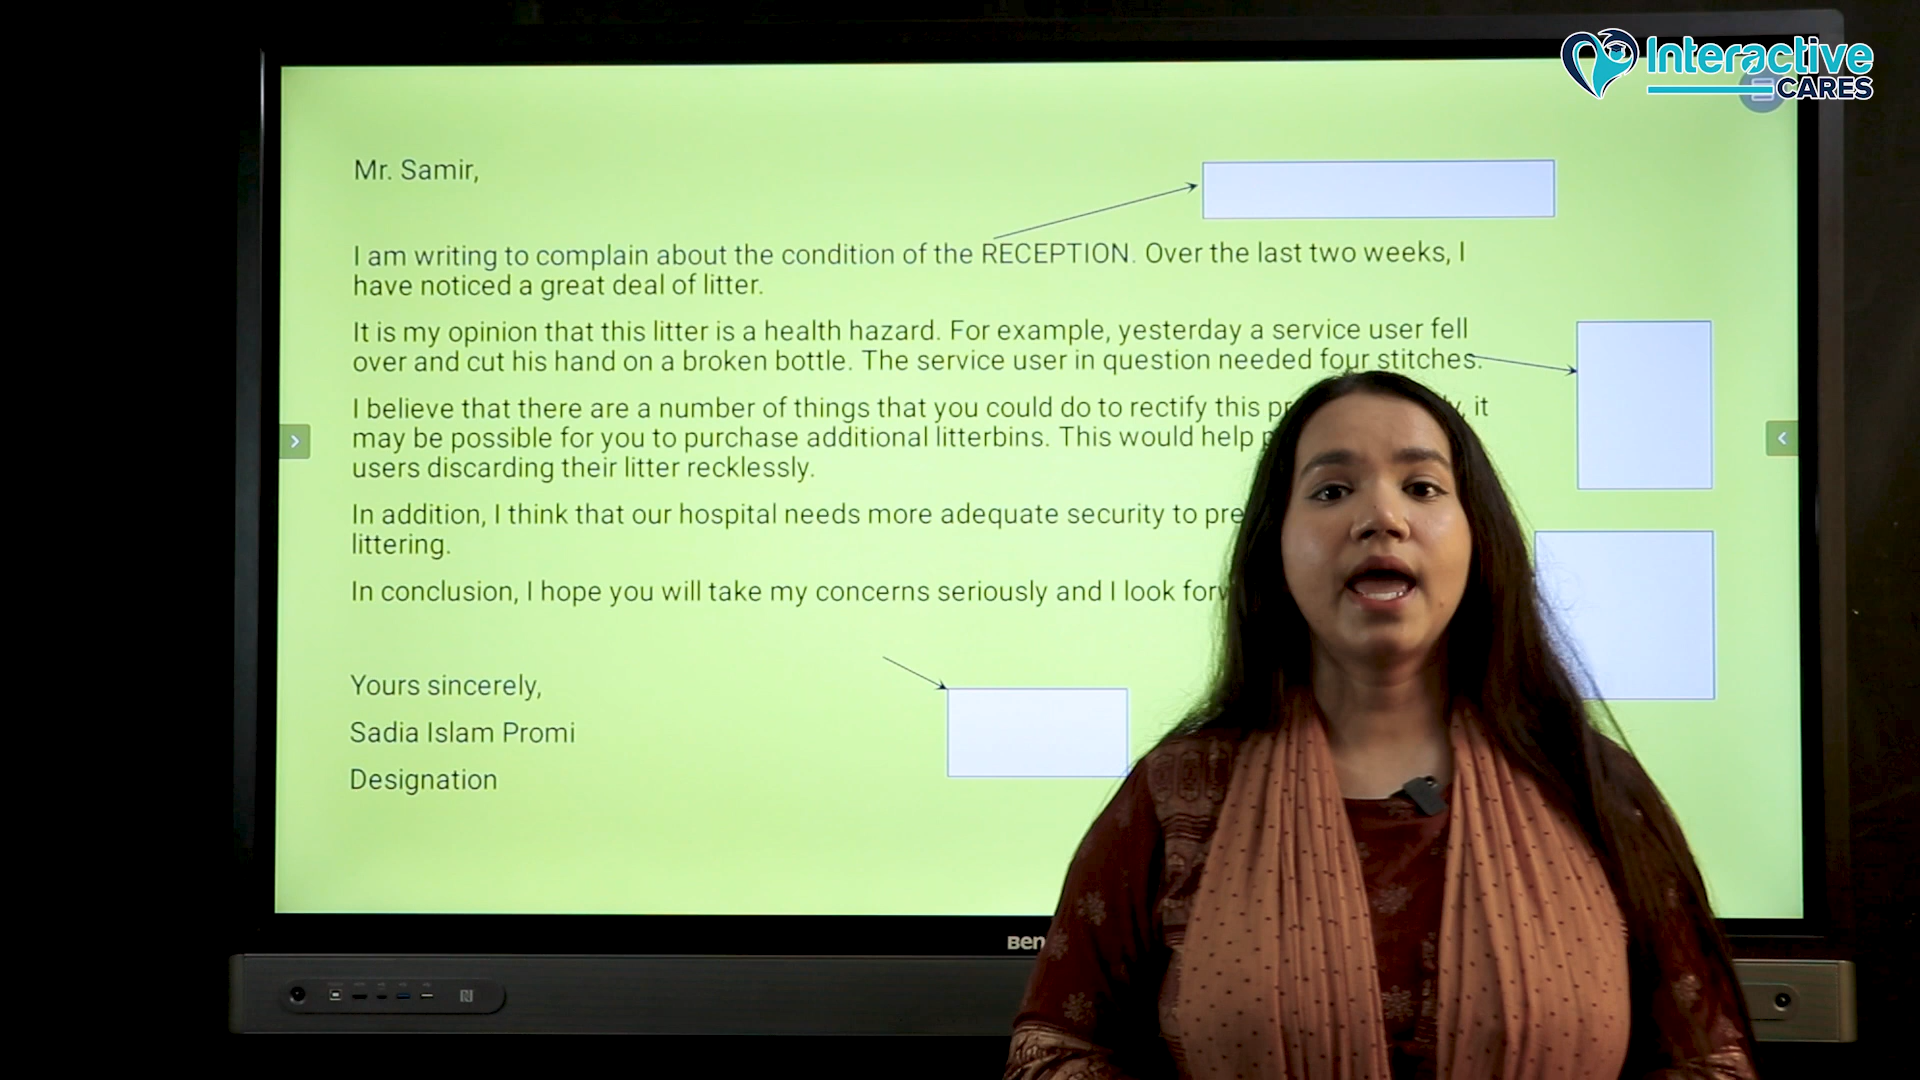 Interactive
CARES
Mr. Samir,
I am writing to complain about the condition of the RECEPTION. Over the last two weeks, I
have noticed a great deal of litter.
It is my opinion that this litter is a health hazard. For example, yesterday a service user fell
over and cut his hand on a broken bottle. The service user in question needed four stitches.
I believe that there are a number of things that you could do to rectify this it
may be possible for you to purchase additional litterbins. This would help
users discarding their litter recklessly.
In addition, I think that our hospital needs more adequate security to
littering.
In conclusion, I hope you will take my concerns seriously and I look
Yours sincerely,
Sadia Islam Promi
Designation
Ben